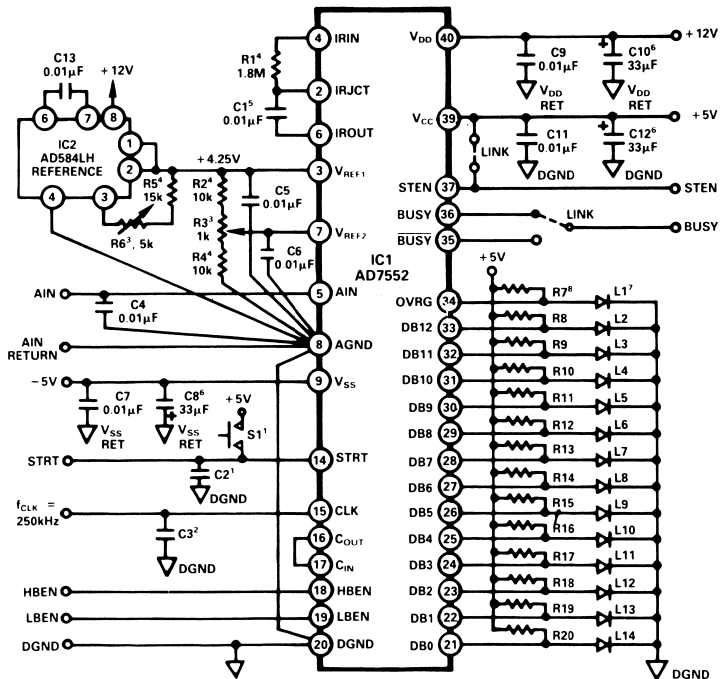 4 IRIN
R1⁴
1.8M
2 IRJCT
C1⁵
0.01µF
6 IROUT
C13
0.01µF
+12V
6 7 8
1
2
IC2
AD584LH
REFERENCE
4 3
R5⁴
15k
R6³, 5k
+4.25V
3 VREF1
R2⁴
10k
R3³
1k
R4⁴
10k
C5
0.01µF
7 VREF2
C6
0.01µF
IC1
AD7552
AIN
5 AIN
C4
0.01µF
AIN
RETURN
8 AGND
−5V
9 VSS
C7
0.01µF
VSS
RET
C8⁶
33µF
VSS
RET
+5V
S1¹
STRT
14 STRT
C2¹
DGND
fCLK =
250kHz
15 CLK
C3²
DGND
16 COUT
17 CIN
HBEN
18 HBEN
LBEN
19 LBEN
DGND
20 DGND
VDD 40
+12V
C9
0.01µF
VDD
RET
C10⁶
33µF
VDD
RET
VCC 39
+5V
LINK
C11
0.01µF
DGND
C12⁶
33µF
DGND
STEN 37
STEN
BUSY 36
LINK
BUSY
B̅U̅S̅Y̅ 35
+5V
OVRG 34 R7⁸ L1⁷
DB12 33 R8 L2
DB11 32 R9 L3
DB10 31 R10 L4
DB9 30 R11 L5
DB8 29 R12 L6
DB7 28 R13 L7
DB6 27 R14 L8
DB5 26 R15 L9
DB4 25 R16 L10
DB3 24 R17 L11
DB2 23 R18 L12
DB1 22 R19 L13
DB0 21 R20 L14
DGND